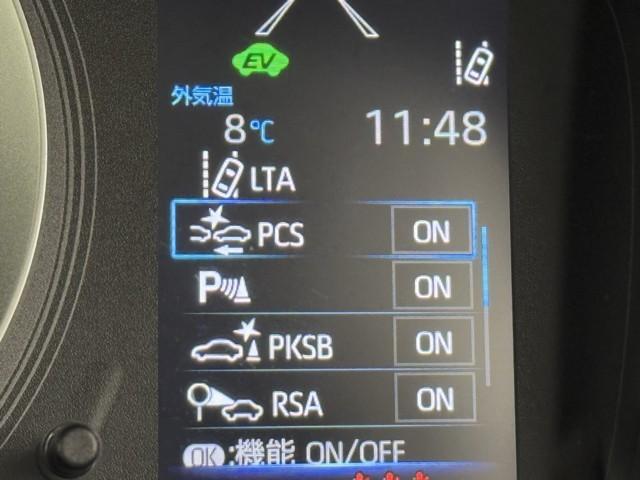 EV
外気温
8℃ 11:48
LTA
PCS ON
P ON
PKSB ON
RSA ON
OK:機能 ON/OFF